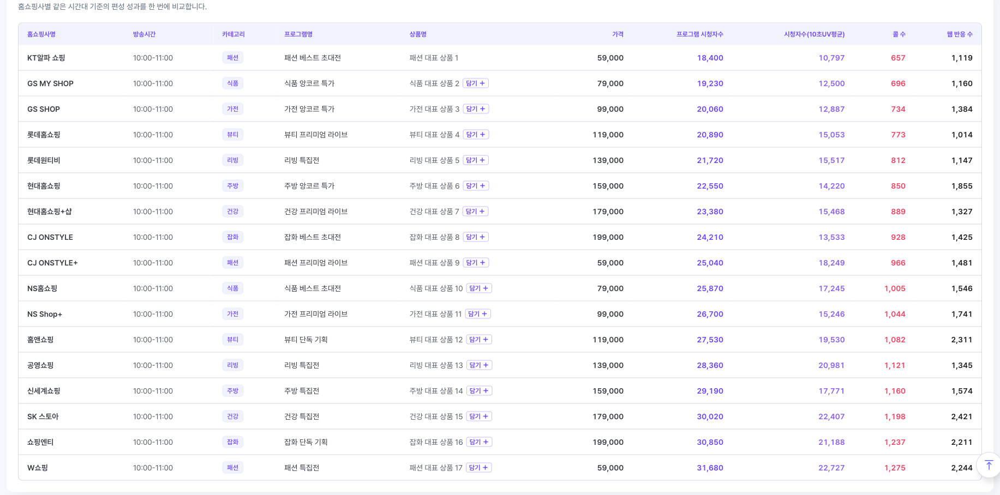 홈쇼핑사별 같은 시간대 기준의 편성 성과를 한 번에 비교합니다.
홈쇼핑사명 방송시간 카테고리 프로그램명 상품명 가격 프로그램 시청자수 시청자수(10초UV평균) 콜 수 웹 반응 수
KT알파 쇼핑 10:00-11:00 패션 패션 베스트 초대전 패션 대표 상품 1 59,000 18,400 10,797 657 1,119
GS MY SHOP 10:00-11:00 식품 식품 앙코르 특가 식품 대표 상품 2 담기 + 79,000 19,230 12,500 696 1,160
GS SHOP 10:00-11:00 가전 가전 앙코르 특가 가전 대표 상품 3 담기 + 99,000 20,060 12,887 734 1,384
롯데홈쇼핑 10:00-11:00 뷰티 뷰티 프리미엄 라이브 뷰티 대표 상품 4 담기 + 119,000 20,890 15,053 773 1,014
롯데원티비 10:00-11:00 리빙 리빙 특집전 리빙 대표 상품 5 담기 + 139,000 21,720 15,517 812 1,147
현대홈쇼핑 10:00-11:00 주방 주방 앙코르 특가 주방 대표 상품 6 담기 + 159,000 22,550 14,220 850 1,855
현대홈쇼핑+샵 10:00-11:00 건강 건강 프리미엄 라이브 건강 대표 상품 7 담기 + 179,000 23,380 15,468 889 1,327
CJ ONSTYLE 10:00-11:00 잡화 잡화 베스트 초대전 잡화 대표 상품 8 담기 + 199,000 24,210 13,533 928 1,425
CJ ONSTYLE+ 10:00-11:00 패션 패션 프리미엄 라이브 패션 대표 상품 9 담기 + 59,000 25,040 18,249 966 1,481
NS홈쇼핑 10:00-11:00 식품 식품 베스트 초대전 식품 대표 상품 10 담기 + 79,000 25,870 17,245 1,005 1,546
NS Shop+ 10:00-11:00 가전 가전 프리미엄 라이브 가전 대표 상품 11 담기 + 99,000 26,700 15,246 1,044 1,741
홈앤쇼핑 10:00-11:00 뷰티 뷰티 단독 기획 뷰티 대표 상품 12 담기 + 119,000 27,530 19,530 1,082 2,311
공영쇼핑 10:00-11:00 리빙 리빙 특집전 리빙 대표 상품 13 담기 + 139,000 28,360 20,981 1,121 1,345
신세계쇼핑 10:00-11:00 주방 주방 특집전 주방 대표 상품 14 담기 + 159,000 29,190 17,771 1,160 1,574
SK 스토아 10:00-11:00 건강 건강 특집전 건강 대표 상품 15 담기 + 179,000 30,020 22,407 1,198 2,421
쇼핑엔티 10:00-11:00 잡화 잡화 단독 기획 잡화 대표 상품 16 담기 + 199,000 30,850 21,188 1,237 2,211
W쇼핑 10:00-11:00 패션 패션 특집전 패션 대표 상품 17 담기 + 59,000 31,680 22,727 1,275 2,244